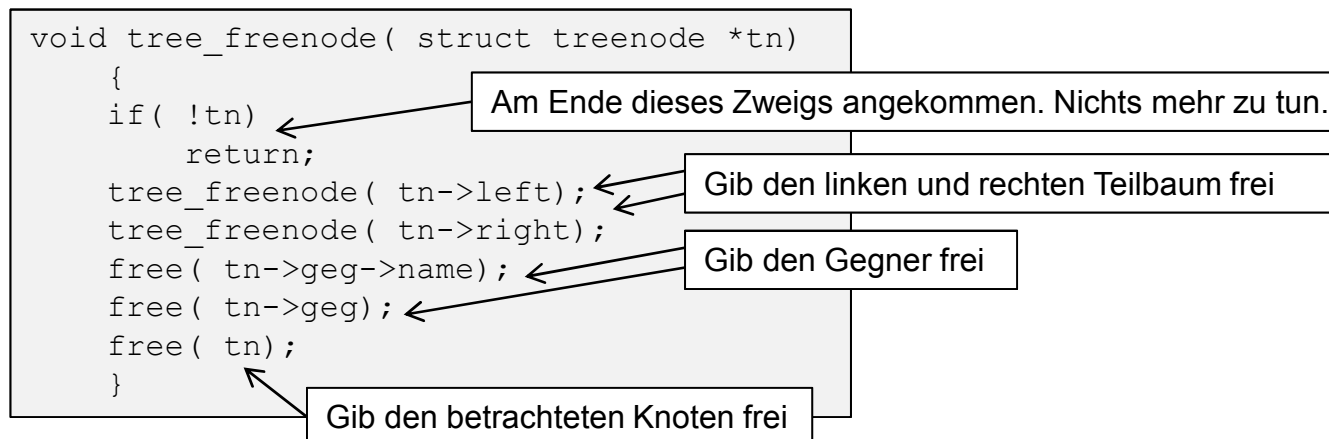 void tree_freenode( struct treenode *tn)
{
if( !tn)
Am Ende dieses Zweigs angekommen. Nichts mehr zu tun.
return;
tree_freenode( tn->left);
Gib den linken und rechten Teilbaum frei
tree_freenode( tn->right);
free( tn->geg->name);
Gib den Gegner frei
free( tn->geg);
free( tn);
}
Gib den betrachteten Knoten frei